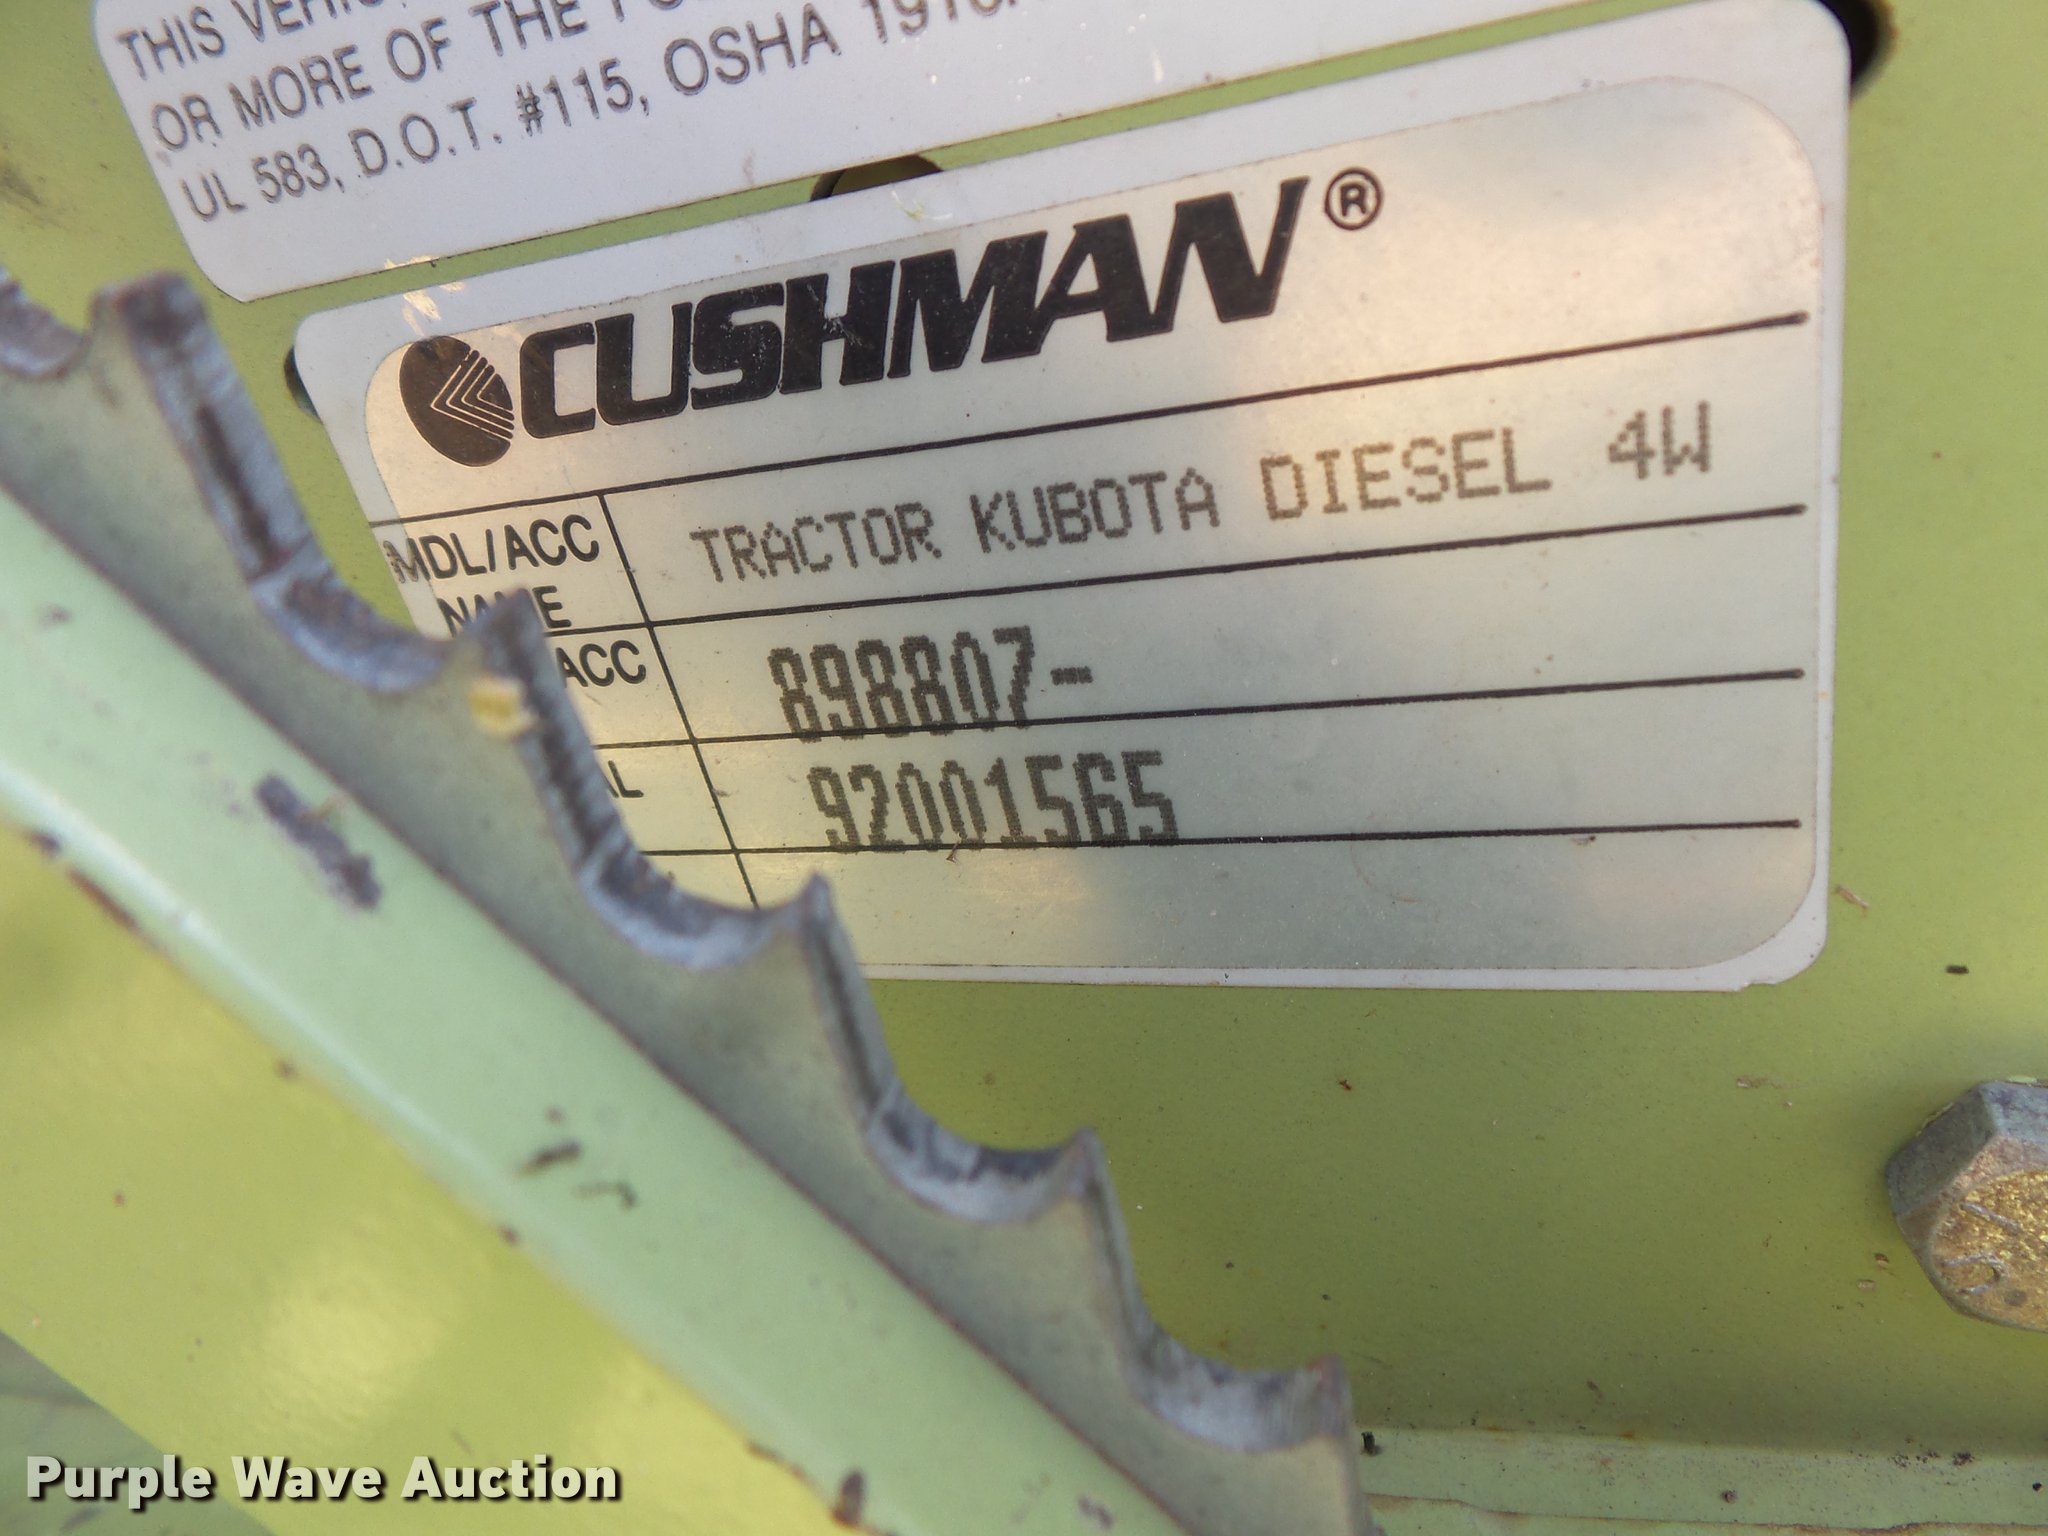 THIS
OR MORE OF THE
UL 583, D.O.T. #115, OSHA
CUSHMAN®
MDL/ACC NAME TRACTOR KUBOTA DIESEL 4W
ACC 898807-
92001565
Purple Wave Auction